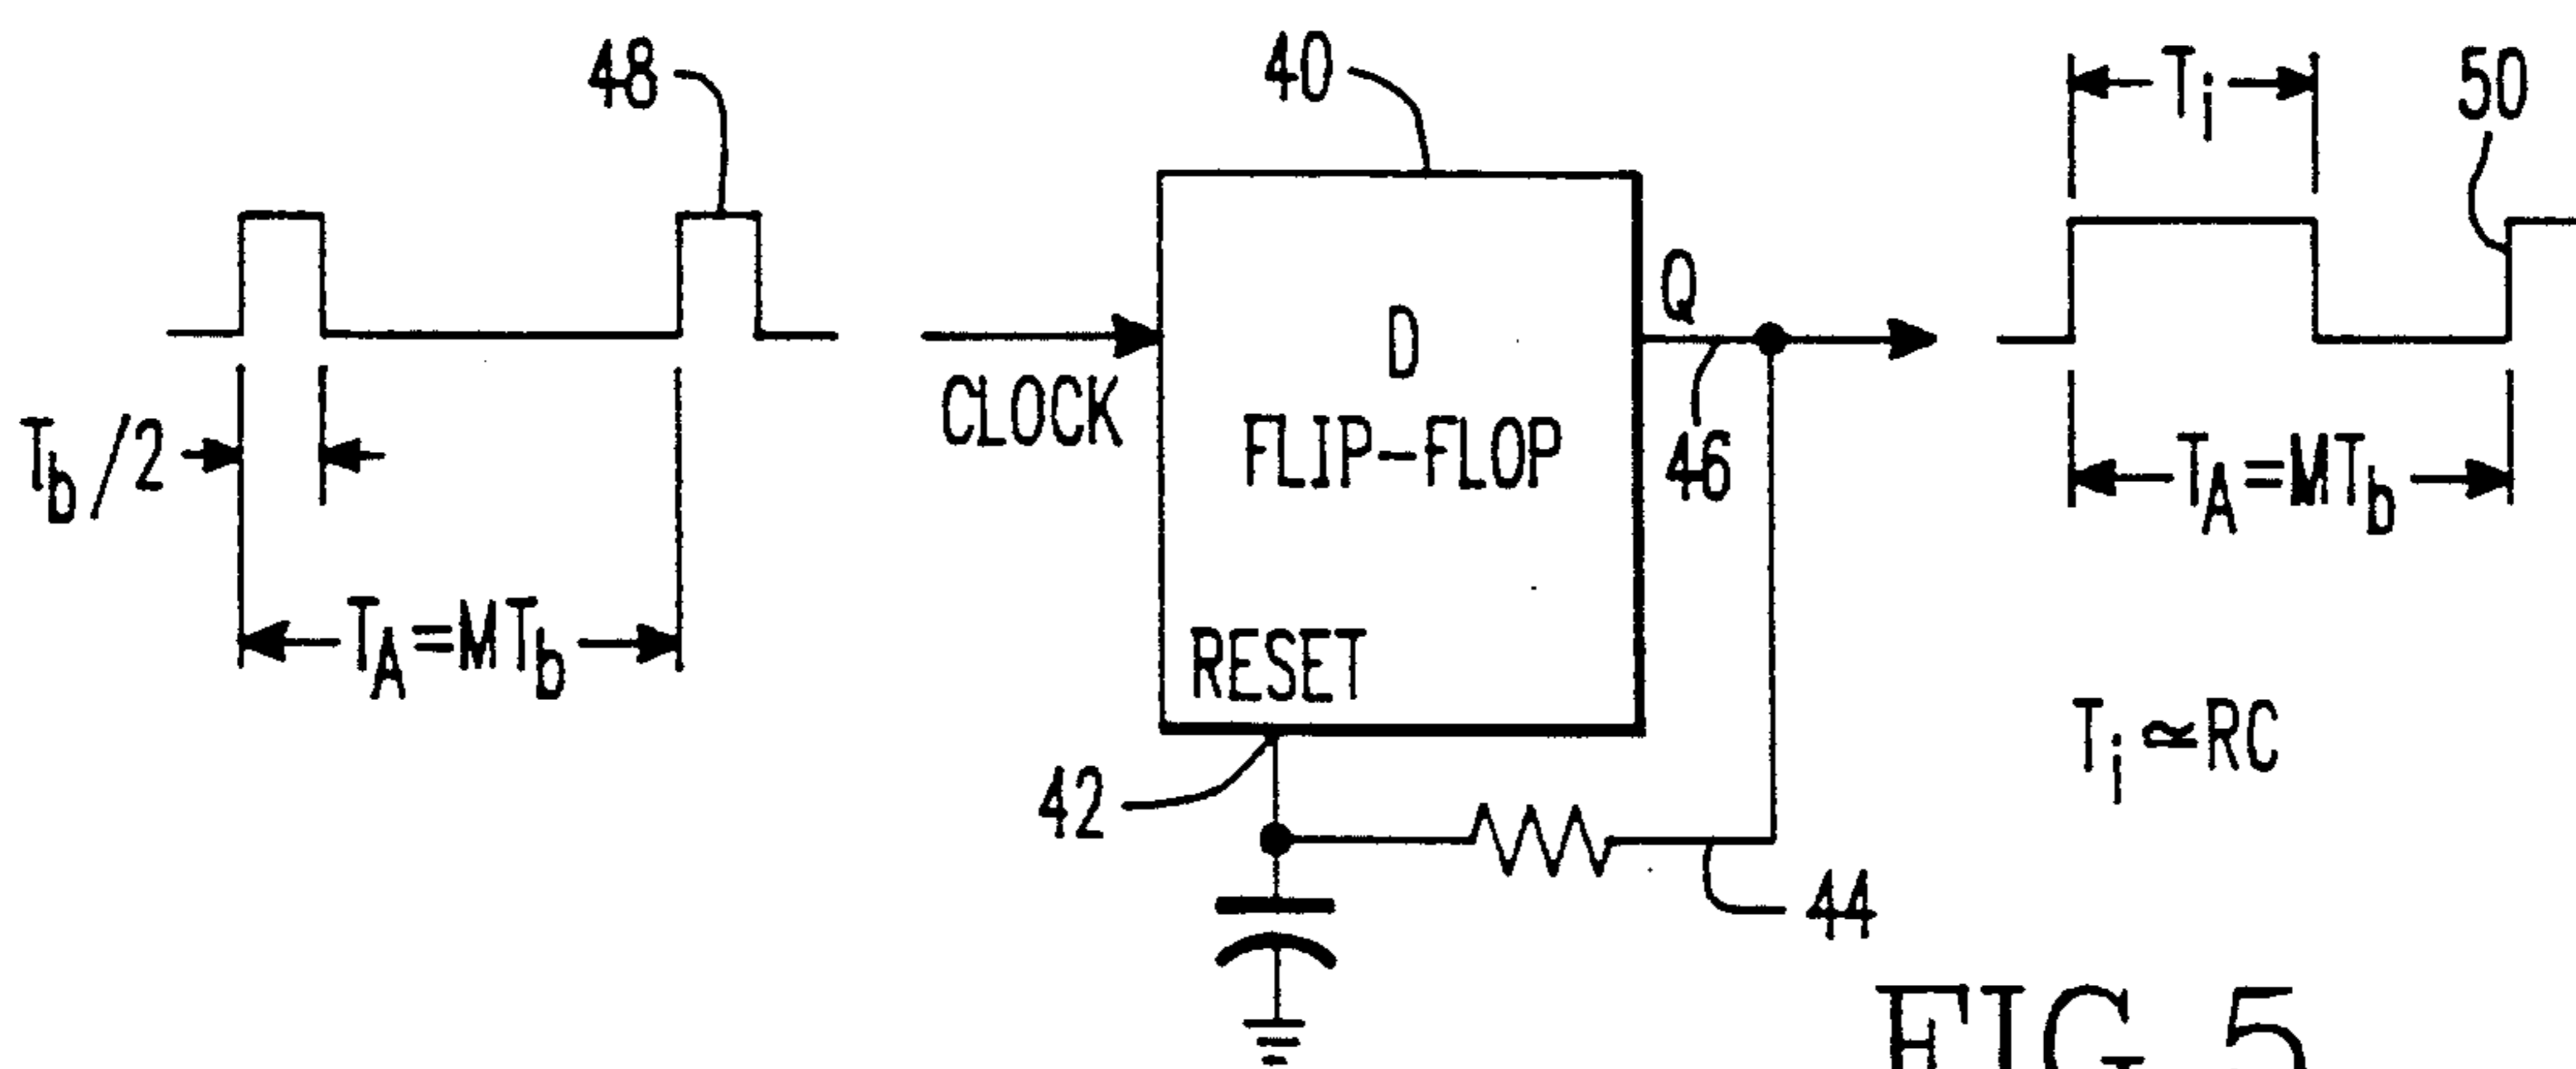 48
T_b/2
T_A=MT_b
CLOCK
40
D
FLIP-FLOP
RESET
Q
46
42
44
T_i
50
T_A=MT_b
T_i≃RC
FIG. 5